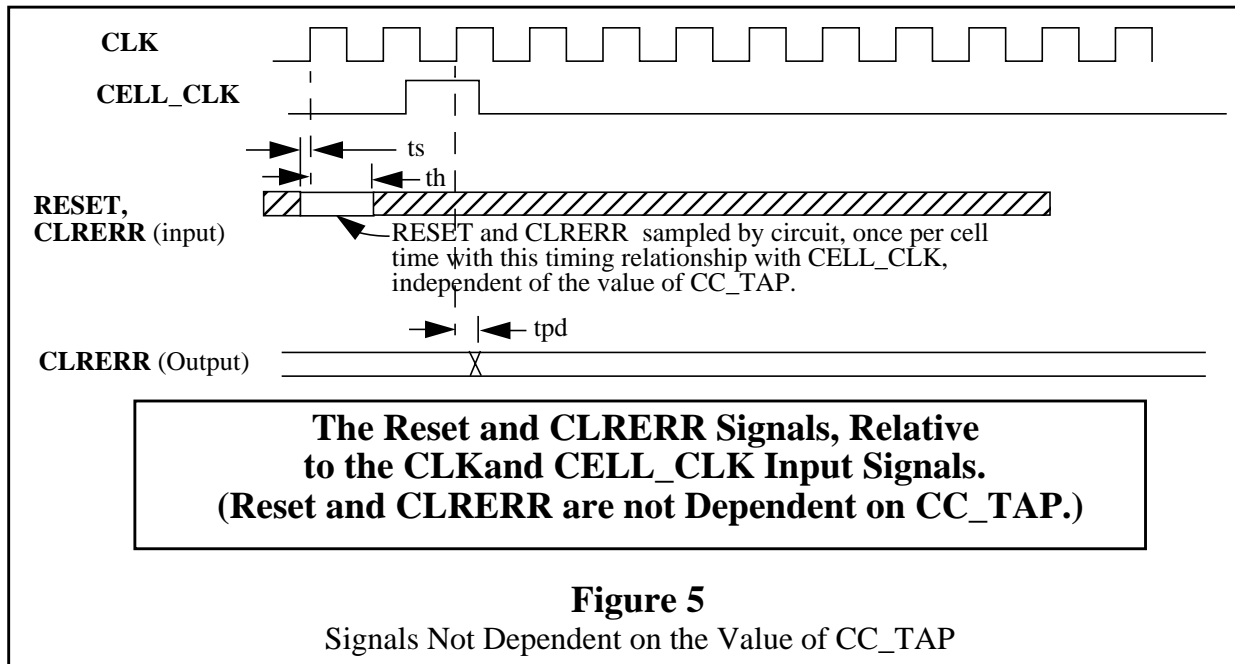 CLK
CELL_CLK
ts
th
RESET,
CLRERR (input)
RESET and CLRERR sampled by circuit, once per cell
time with this timing relationship with CELL_CLK,
independent of the value of CC_TAP.
tpd
CLRERR (Output)
The Reset and CLRERR Signals, Relative
to the CLKand CELL_CLK Input Signals.
(Reset and CLRERR are not Dependent on CC_TAP.)
Figure 5
Signals Not Dependent on the Value of CC_TAP